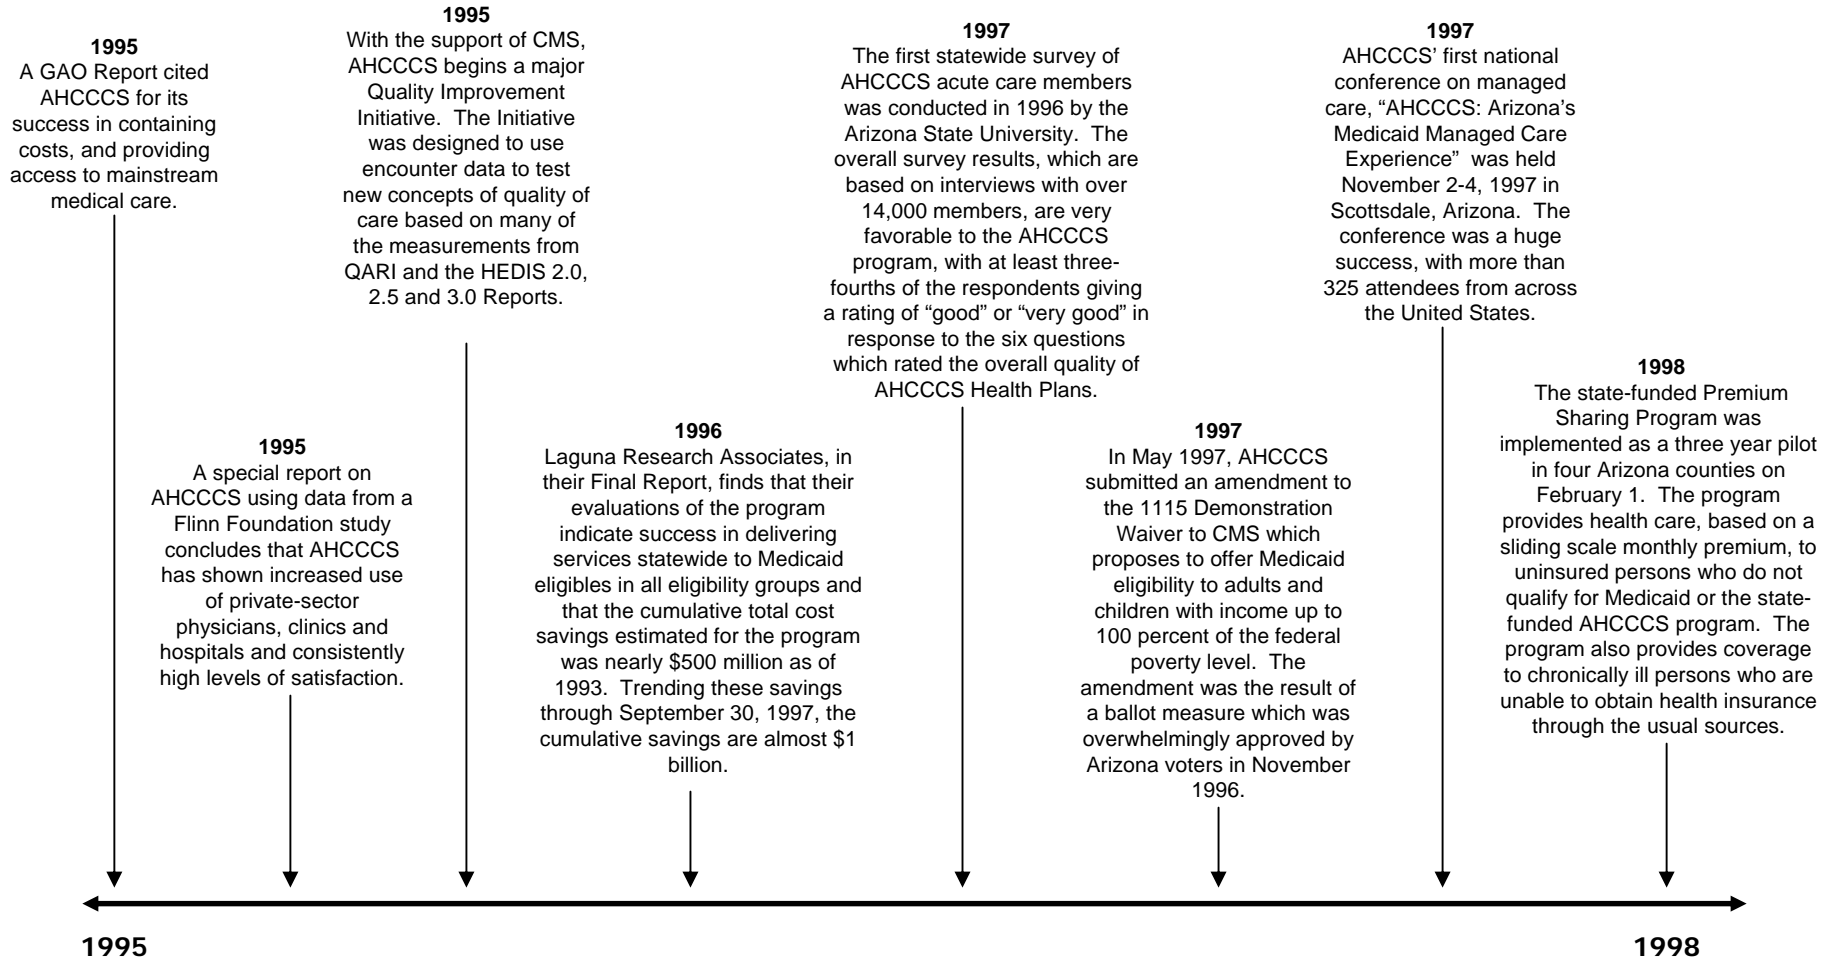 1995
A GAO Report cited
AHCCCS for its
success in containing
costs, and providing
access to mainstream
medical care.
1995
A special report on
AHCCCS using data from a
Flinn Foundation study
concludes that AHCCCS
has shown increased use
of private-sector
physicians, clinics and
hospitals and consistently
high levels of satisfaction.
1995
With the support of CMS,
AHCCCS begins a major
Quality Improvement
Initiative.  The Initiative
was designed to use
encounter data to test
new concepts of quality of
care based on many of
the measurements from
QARI and the HEDIS 2.0,
2.5 and 3.0 Reports.
1996
Laguna Research Associates, in
their Final Report, finds that their
evaluations of the program
indicate success in delivering
services statewide to Medicaid
eligibles in all eligibility groups and
that the cumulative total cost
savings estimated for the program
was nearly $500 million as of
1993.  Trending these savings
through September 30, 1997, the
cumulative savings are almost $1
billion.
1997
The first statewide survey of
AHCCCS acute care members
was conducted in 1996 by the
Arizona State University.  The
overall survey results, which are
based on interviews with over
14,000 members, are very
favorable to the AHCCCS
program, with at least three-
fourths of the respondents giving
a rating of “good” or “very good” in
response to the six questions
which rated the overall quality of
AHCCCS Health Plans.
1997
In May 1997, AHCCCS
submitted an amendment to
the 1115 Demonstration
Waiver to CMS which
proposes to offer Medicaid
eligibility to adults and
children with income up to
100 percent of the federal
poverty level.  The
amendment was the result of
a ballot measure which was
overwhelmingly approved by
Arizona voters in November
1996.
1997
AHCCCS’ first national
conference on managed
care, “AHCCCS: Arizona’s
Medicaid Managed Care
Experience”  was held
November 2-4, 1997 in
Scottsdale, Arizona.  The
conference was a huge
success, with more than
325 attendees from across
the United States.
1998
The state-funded Premium
Sharing Program was
implemented as a three year pilot
in four Arizona counties on
February 1.  The program
provides health care, based on a
sliding scale monthly premium, to
uninsured persons who do not
qualify for Medicaid or the state-
funded AHCCCS program.  The
program also provides coverage
to chronically ill persons who are
unable to obtain health insurance
through the usual sources.
1995
1998